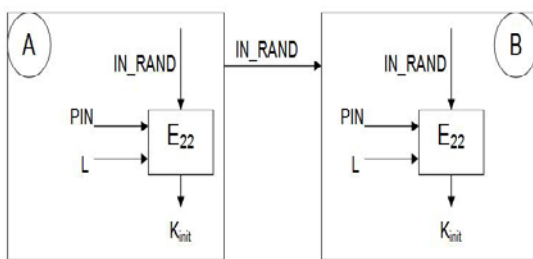 A
IN_RAND
PIN
L
E22
Kinit
IN_RAND
B
IN_RAND
PIN
L
E22
Kinit